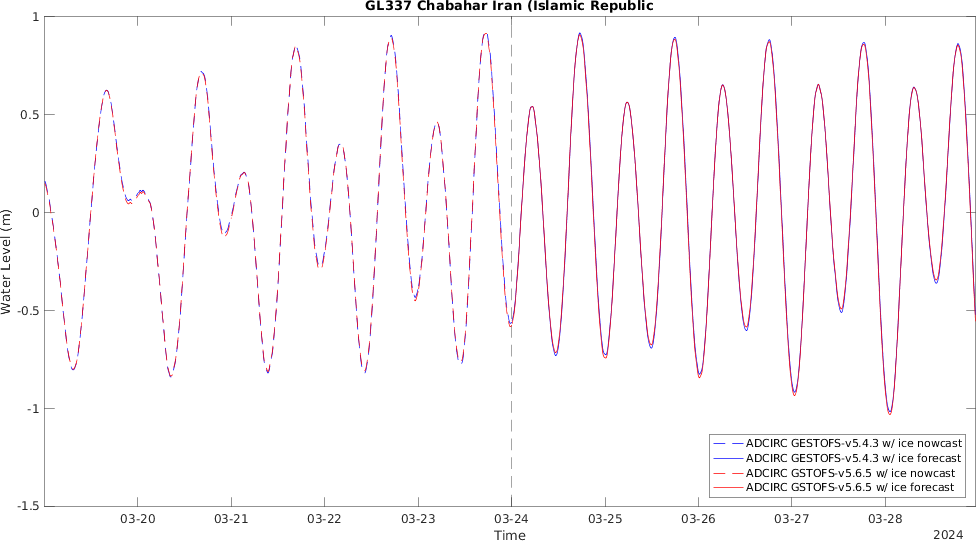 GL337 Chabahar Iran (Islamic Republic
1
0.5
0
-0.5
-1
-1.5
Water Level (m)
03-20 03-21 03-22 03-23 03-24 03-25 03-26 03-27 03-28
Time
2024
ADCIRC GESTOFS-v5.4.3 w/ ice nowcast
ADCIRC GESTOFS-v5.4.3 w/ ice forecast
ADCIRC GSTOFS-v5.6.5 w/ ice nowcast
ADCIRC GSTOFS-v5.6.5 w/ ice forecast